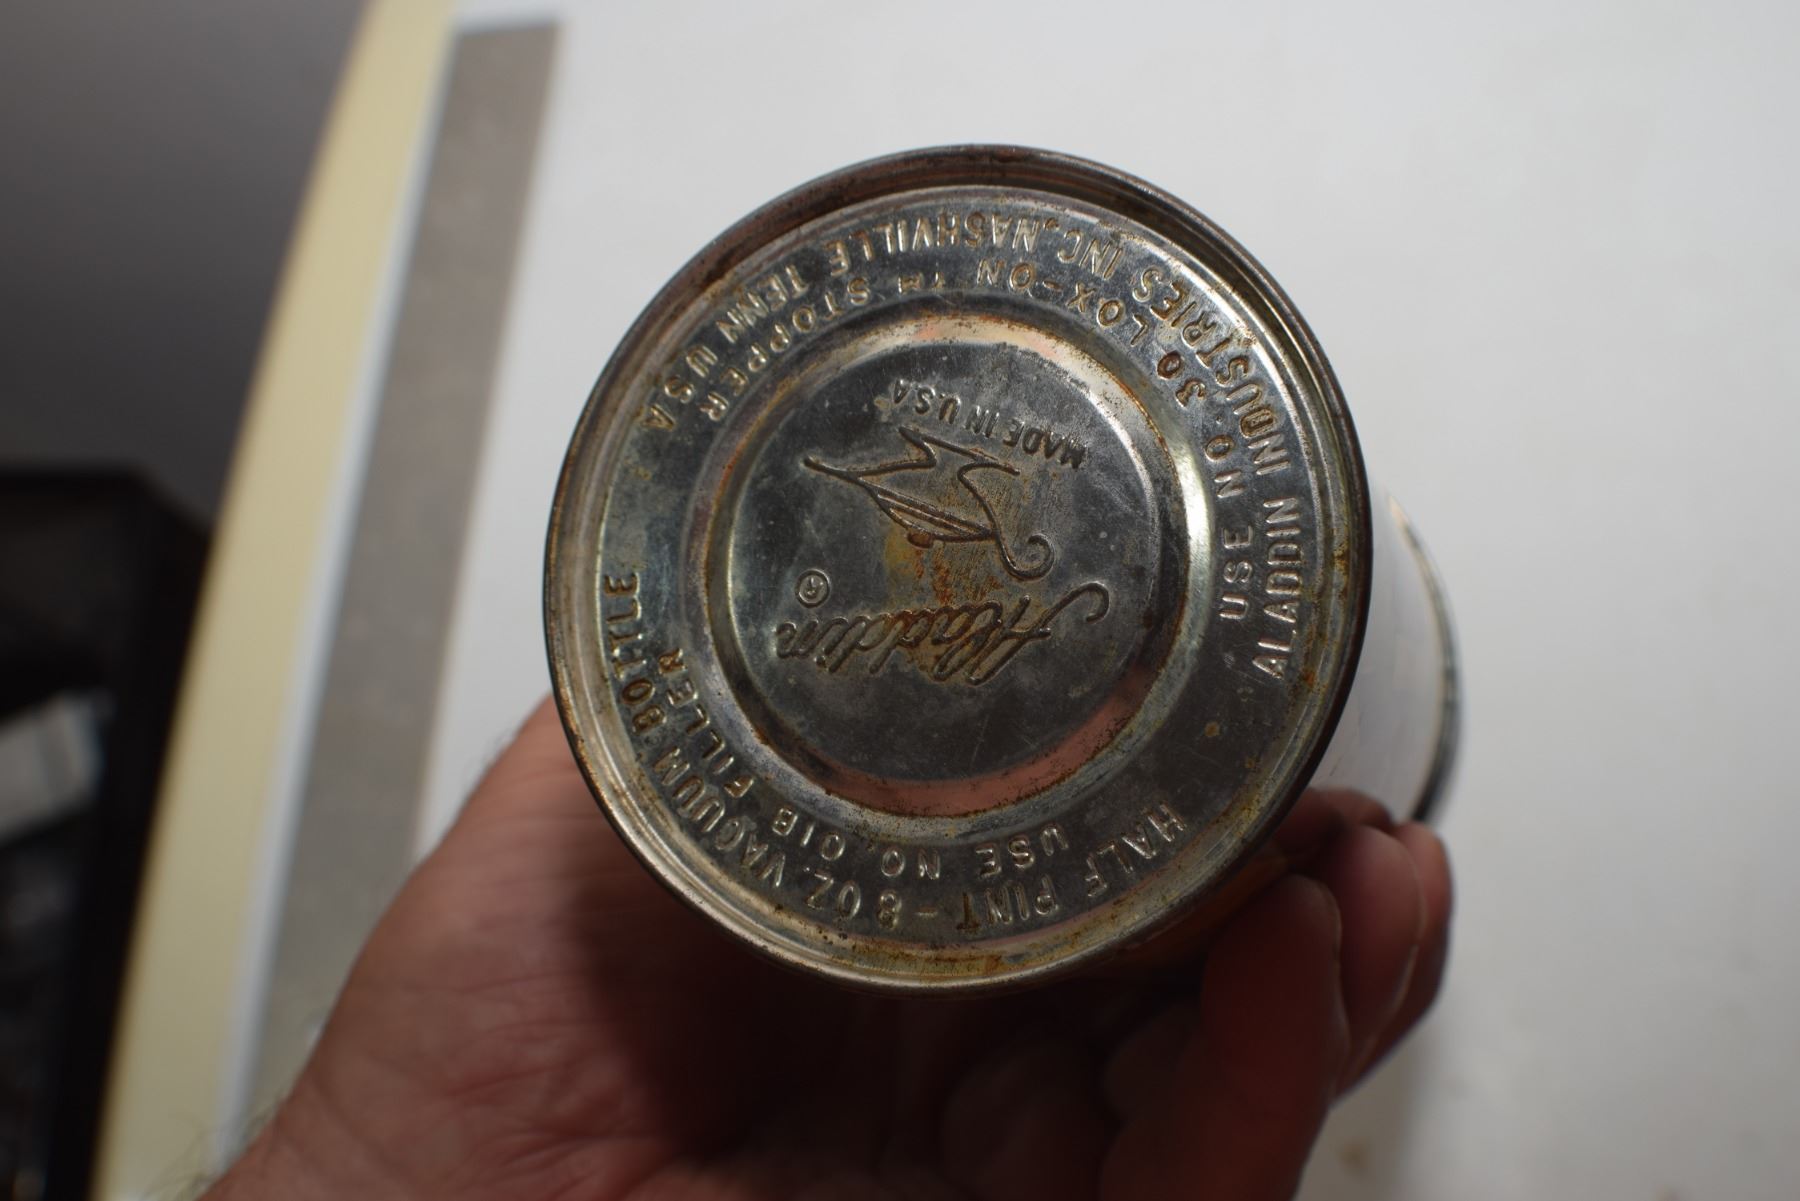 ALADDIN INDUSTRIES INC. NASHVILLE TENN U.S.A
USE NO. 30 LOX-ON TM STOPPER
MADE IN U.S.A
Aladdin ®
HALF PINT - 8 OZ. VACUUM BOTTLE
USE NO. 01B FILLER